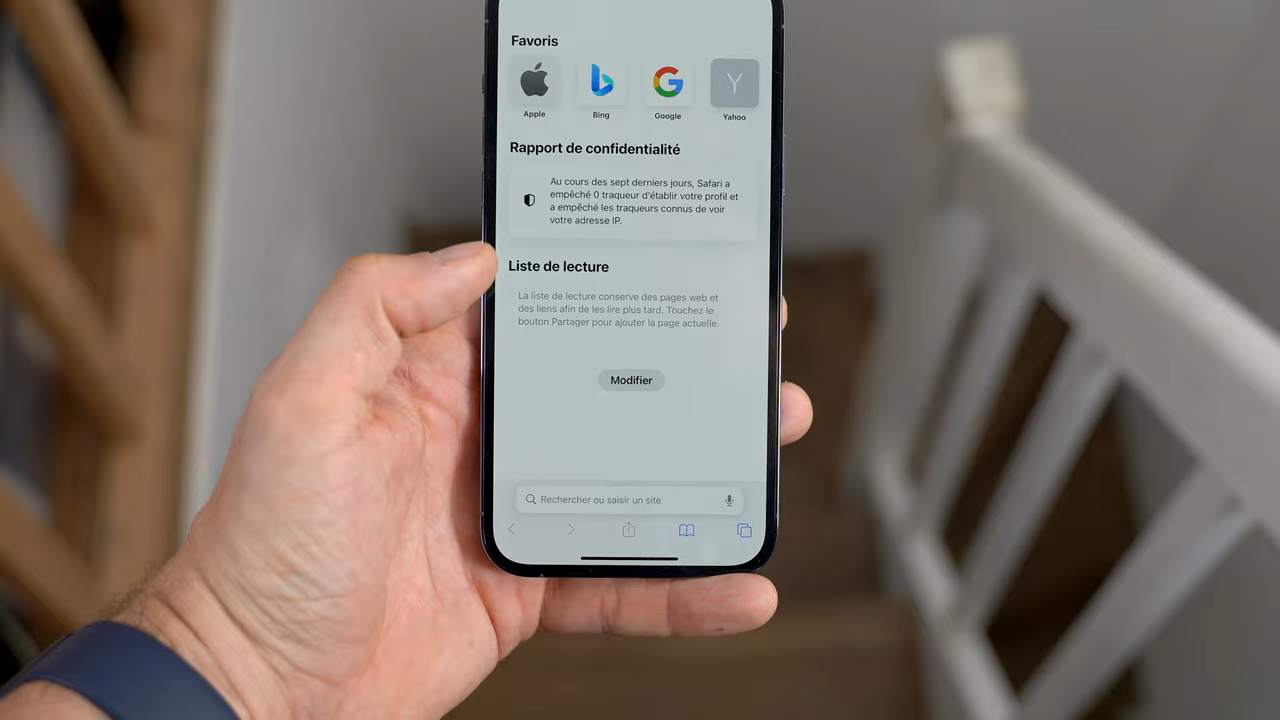 Favoris
Y
Apple
Bing
Google
Yahoo
Rapport de confidentialité
Au cours des sept derniers jours, Safari a
empêché 0 traqueur d'établir votre profil et
a empêché les traqueurs connus de voir
votre adresse IP.
Liste de lecture
La liste de lecture conserve des pages web et
des liens afin de les lire plus tard. Touchez le
bouton Partager pour ajouter la page actuelle.
Modifier
Rechercher ou saisir un site